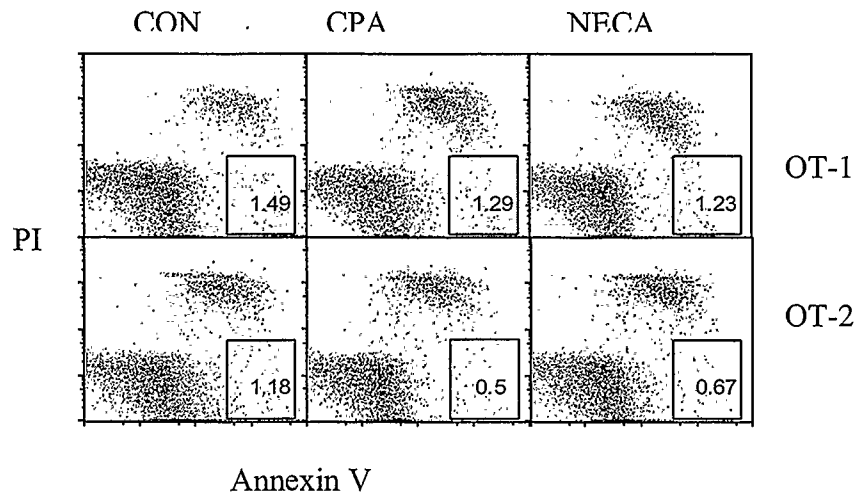 CON CPA NECA
1.49 1.29 1.23 OT-1
PI
1.18 0.5 0.67 OT-2
Annexin V